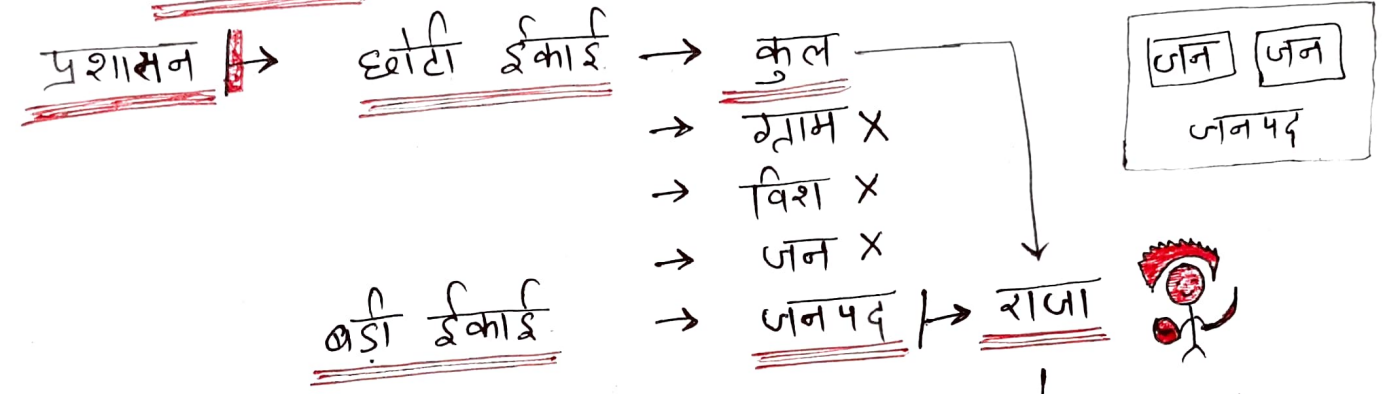 प्रशासन → छोटी ईकाई → कुल
→ ग्राम ×
→ विश ×
→ जन ×
बड़ी ईकाई → जनपद → राजा
जन जन
जनपद